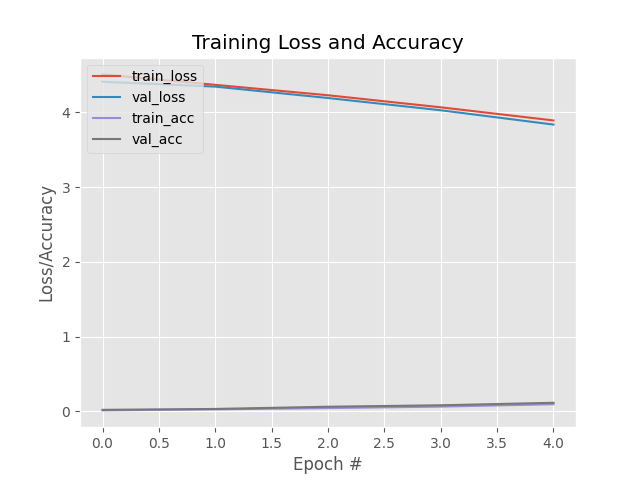 Training Loss and Accuracy
train_loss
val_loss
train_acc
val_acc
4
3
2
1
0
Loss/Accuracy
0.0 0.5 1.0 1.5 2.0 2.5 3.0 3.5 4.0
Epoch #